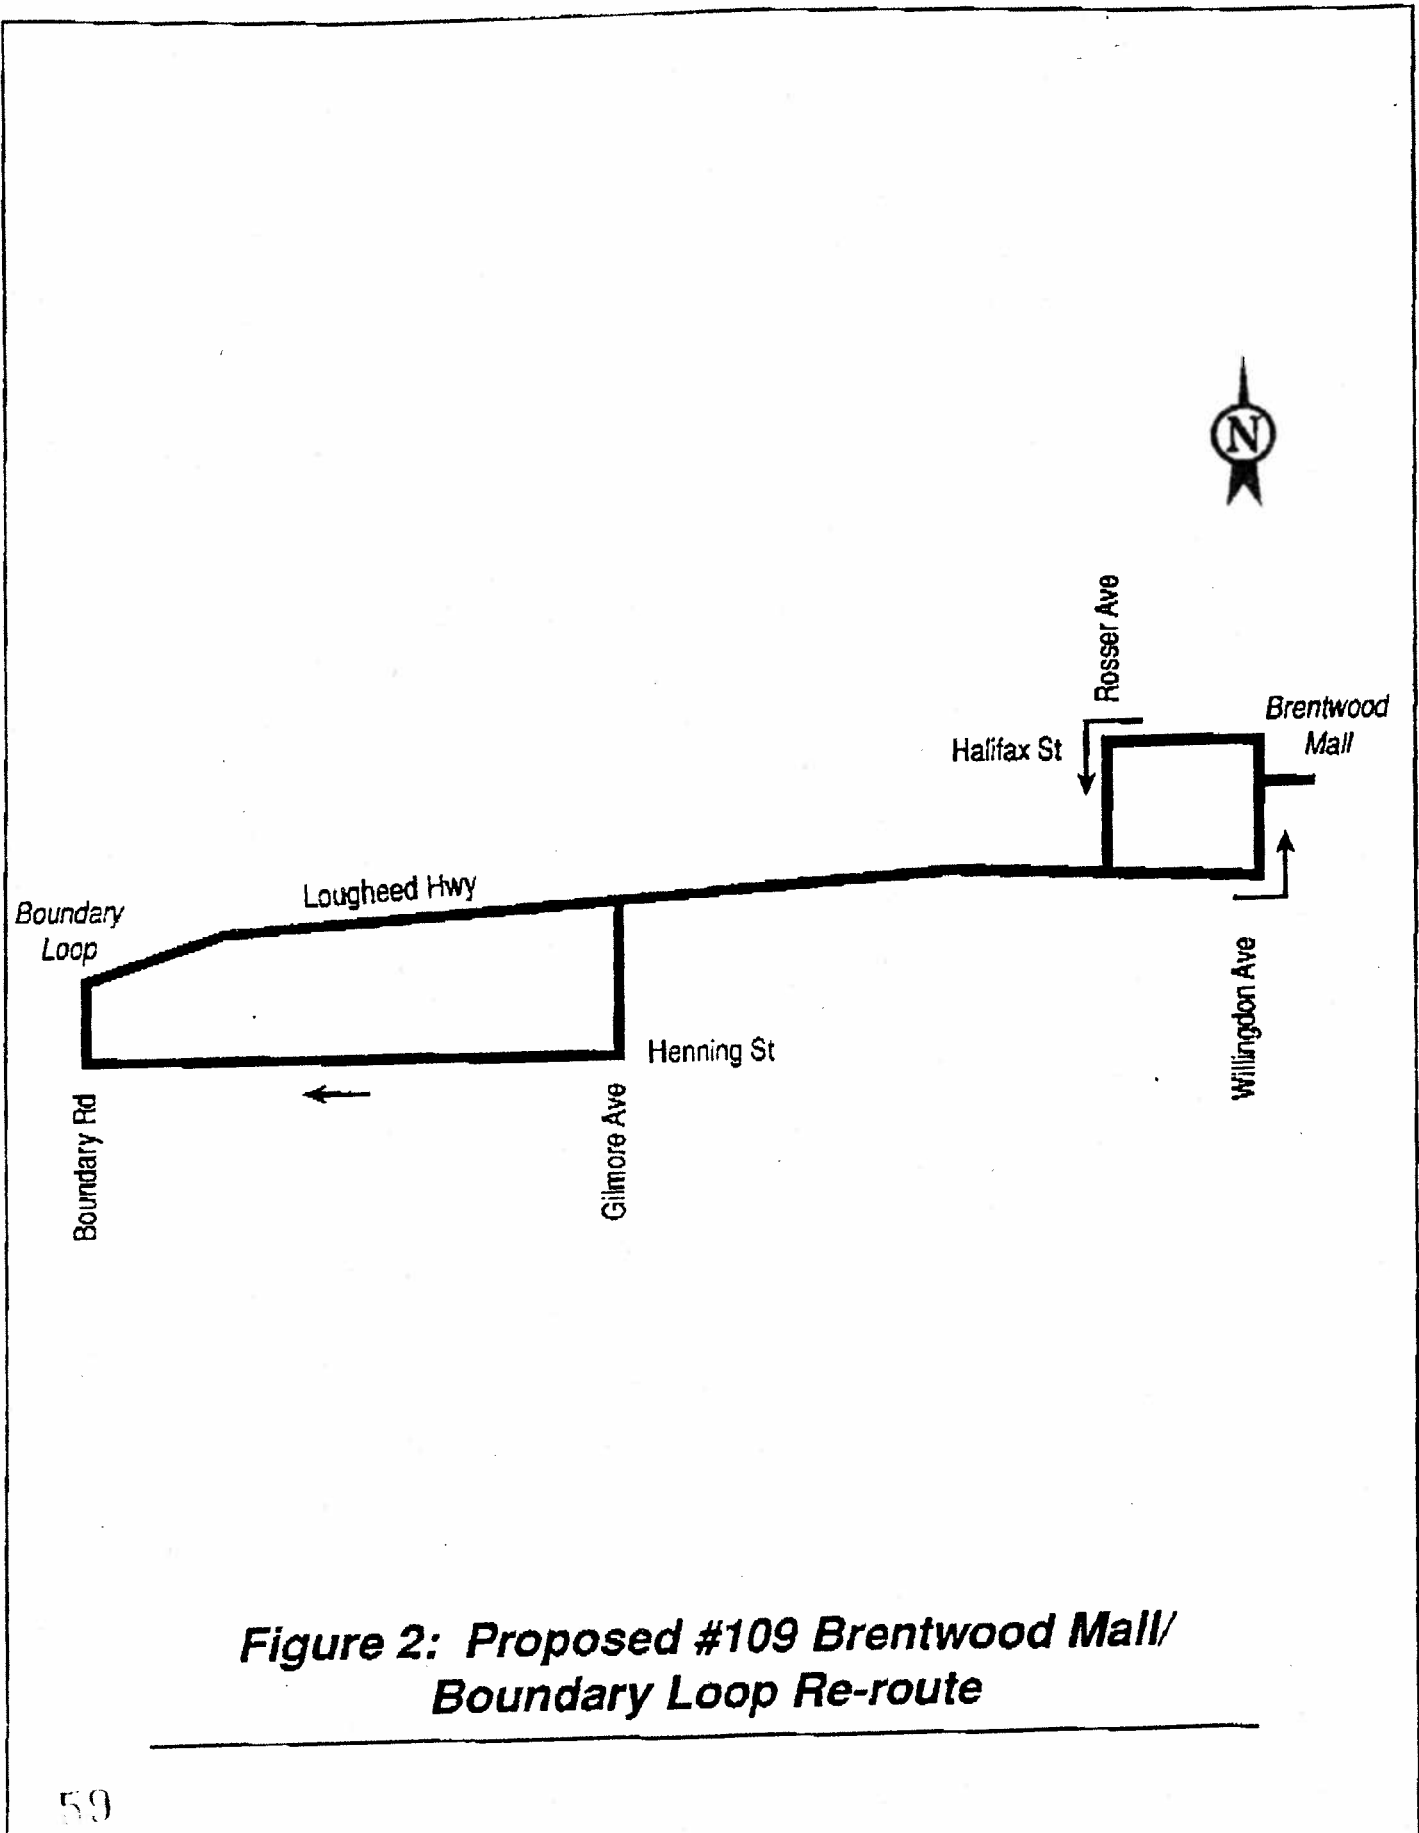 N
Rosser Ave
Brentwood
Mall
Halifax St
Lougheed Hwy
Boundary
Loop
Willingdon Ave
Henning St
Gilmore Ave
Boundary Rd
Figure 2: Proposed #109 Brentwood Mall/
Boundary Loop Re-route
59